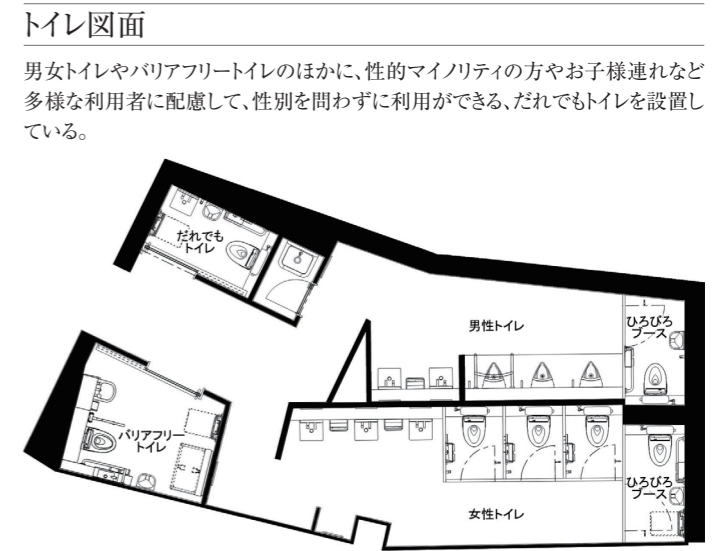 トイレ図面
男女トイレやバリアフリートイレのほかに、性的マイノリティの方やお子様連れなど
多様な利用者に配慮して、性別を問わずに利用ができる、だれでもトイレを設置し
ている。
だれでも
トイレ
男性トイレ
ひろびろ
ブース
バリアフリー
トイレ
ひろびろ
ブース
女性トイレ